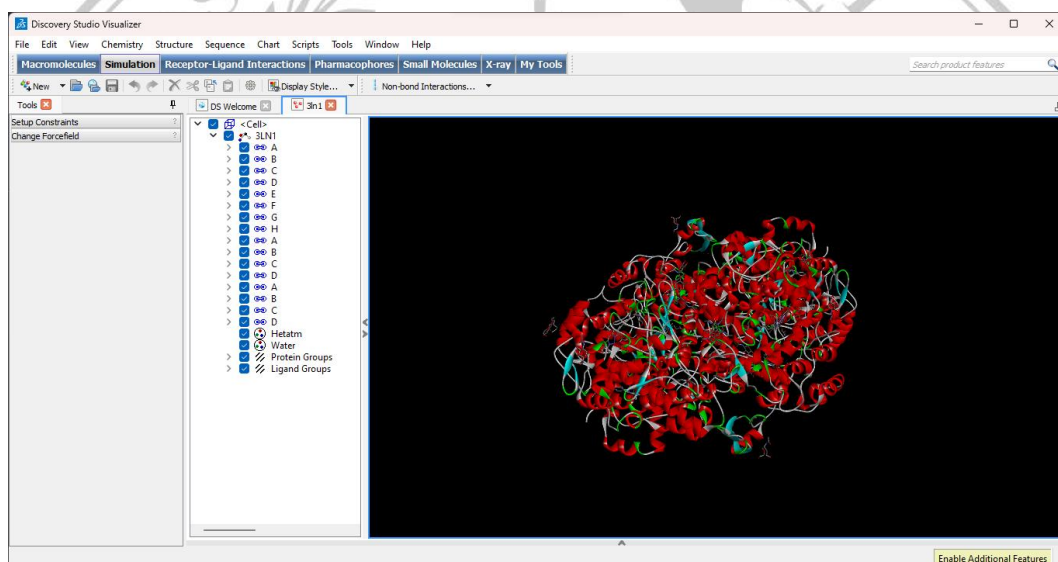 Discovery Studio Visualizer
File Edit View Chemistry Structure Sequence Chart Scripts Tools Window Help
Macromolecules Simulation Receptor-Ligand Interactions Pharmacophores Small Molecules X-ray My Tools Search product features
New Display Style... Non-bond Interactions...
Tools DS Welcome 3ln1
Setup Constraints ?
Change Forcefield ?
<Cell>
3LN1
A
B
C
D
E
F
G
H
A
B
C
D
A
B
C
D
Hetatm
Water
Protein Groups
Ligand Groups
Enable Additional Features